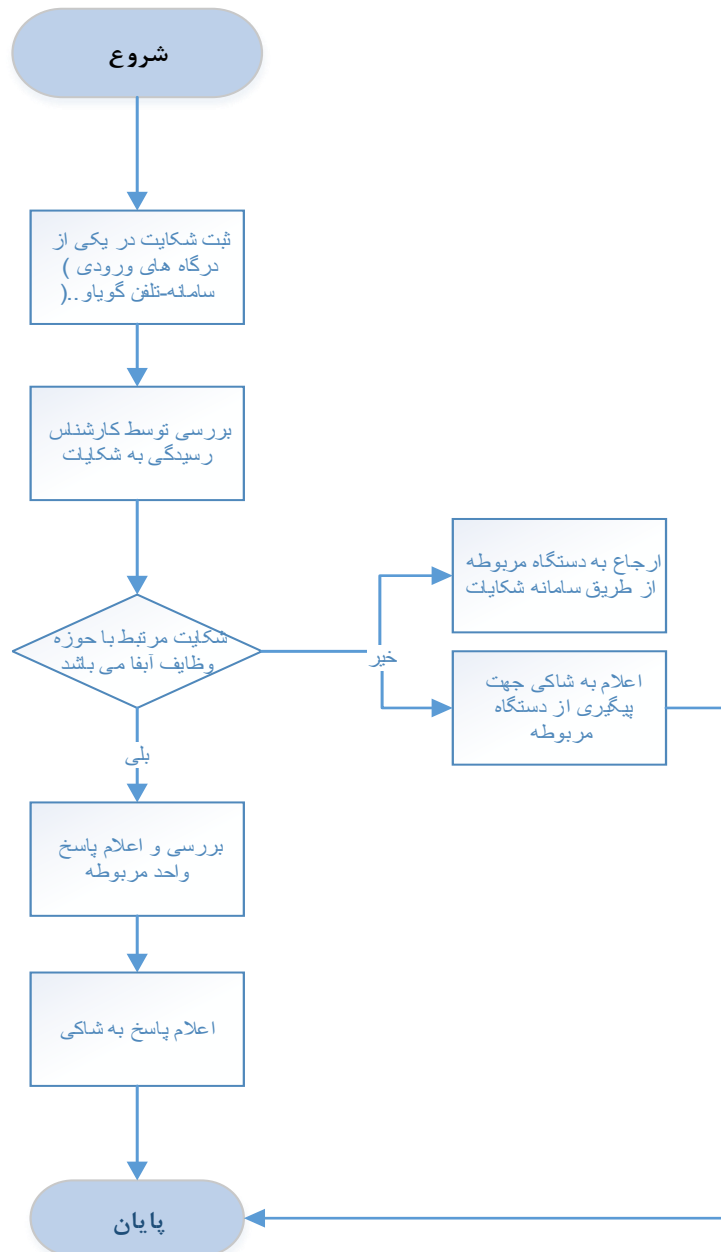 شروع
ثبت شکایت در یکی از
درگاه های ورودی )
سامانه-تلفن گویاو..(
بررسی توسط کارشناس
رسیدگی به شکایات
شکایت مرتبط با حوزه
وظایف آبفا می باشد
خیر
ارجاع به دستگاه مربوطه
از طریق سامانه شکایات
اعلام به شاکی جهت
پیگیری از دستگاه
مربوطه
بلی
بررسی و اعلام پاسخ
واحد مربوطه
اعلام پاسخ به شاکی
پایان